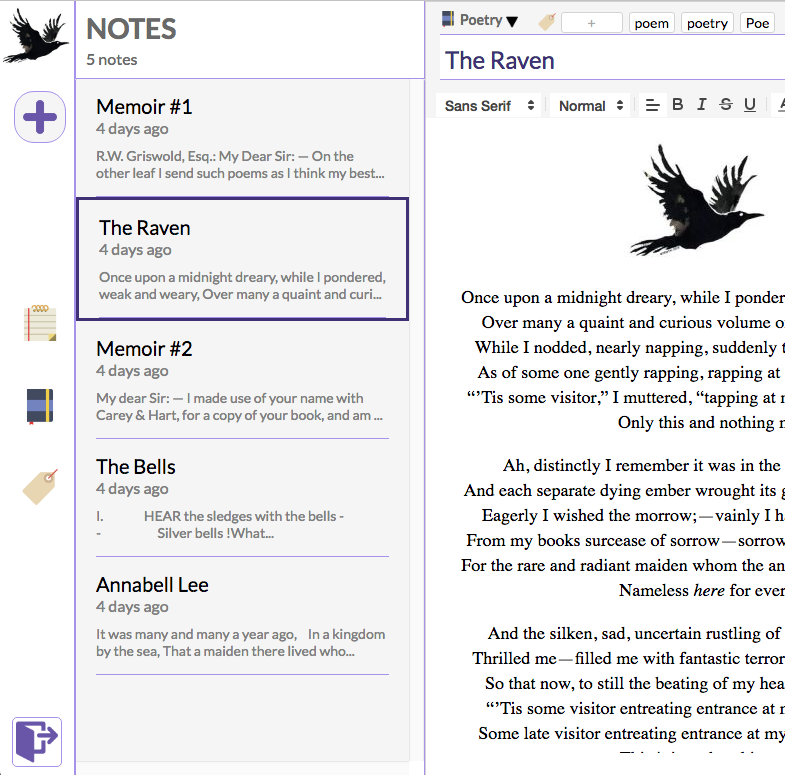 NOTES
5 notes
Memoir #1
4 days ago
R.W. Griswold, Esq.: My Dear Sir: — On the
other leaf I send such poems as I think my best...
The Raven
4 days ago
Once upon a midnight dreary, while I pondered,
weak and weary, Over many a quaint and curi...
Memoir #2
4 days ago
My dear Sir: — I made use of your name with
Carey & Hart, for a copy of your book, and am ...
The Bells
4 days ago
I. HEAR the sledges with the bells -
- Silver bells !What...
Annabell Lee
4 days ago
It was many and many a year ago, In a kingdom
by the sea, That a maiden there lived who...
Poetry ▼ + poem poetry Poe
The Raven
Sans Serif Normal B I S U A
Once upon a midnight dreary, while I ponder
Over many a quaint and curious volume o
While I nodded, nearly napping, suddenly t
As of some one gently rapping, rapping at
“’Tis some visitor,” I muttered, “tapping at m
Only this and nothing m
Ah, distinctly I remember it was in the
And each separate dying ember wrought its g
Eagerly I wished the morrow;—vainly I ha
From my books surcease of sorrow—sorrow
For the rare and radiant maiden whom the an
Nameless here for ever
And the silken, sad, uncertain rustling of
Thrilled me—filled me with fantastic terror
So that now, to still the beating of my hea
“’Tis some visitor entreating entrance at m
Some late visitor entreating entrance at my